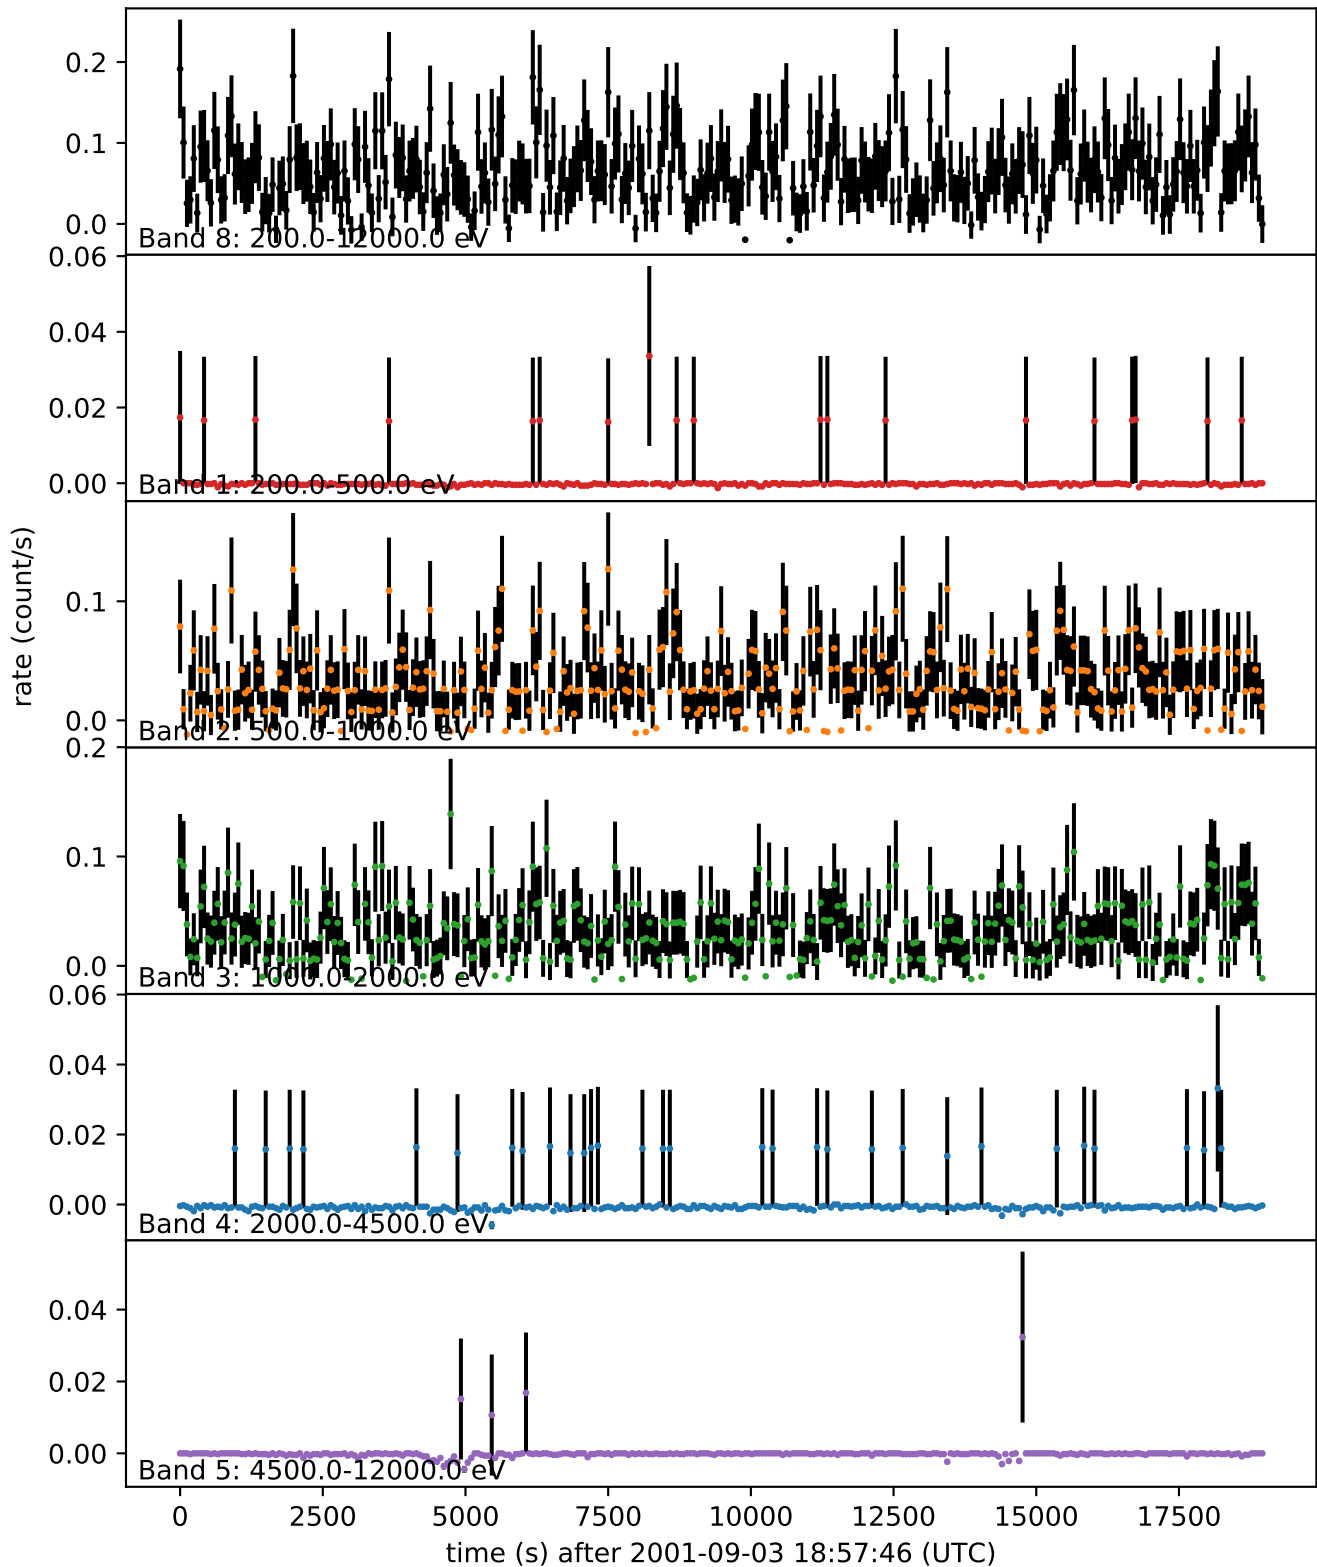 0.2
0.1
0.0
Band 8: 200.0-12000.0 eV
0.06
0.04
0.02
0.00
Band 1: 200.0-500.0 eV
0.1
0.0
Band 2: 500.0-1000.0 eV
0.2
0.1
0.0
Band 3: 1000.0-2000.0 eV
0.06
0.04
0.02
0.00
Band 4: 2000.0-4500.0 eV
0.04
0.02
0.00
Band 5: 4500.0-12000.0 eV
rate (count/s)
0 2500 5000 7500 10000 12500 15000 17500
time (s) after 2001-09-03 18:57:46 (UTC)